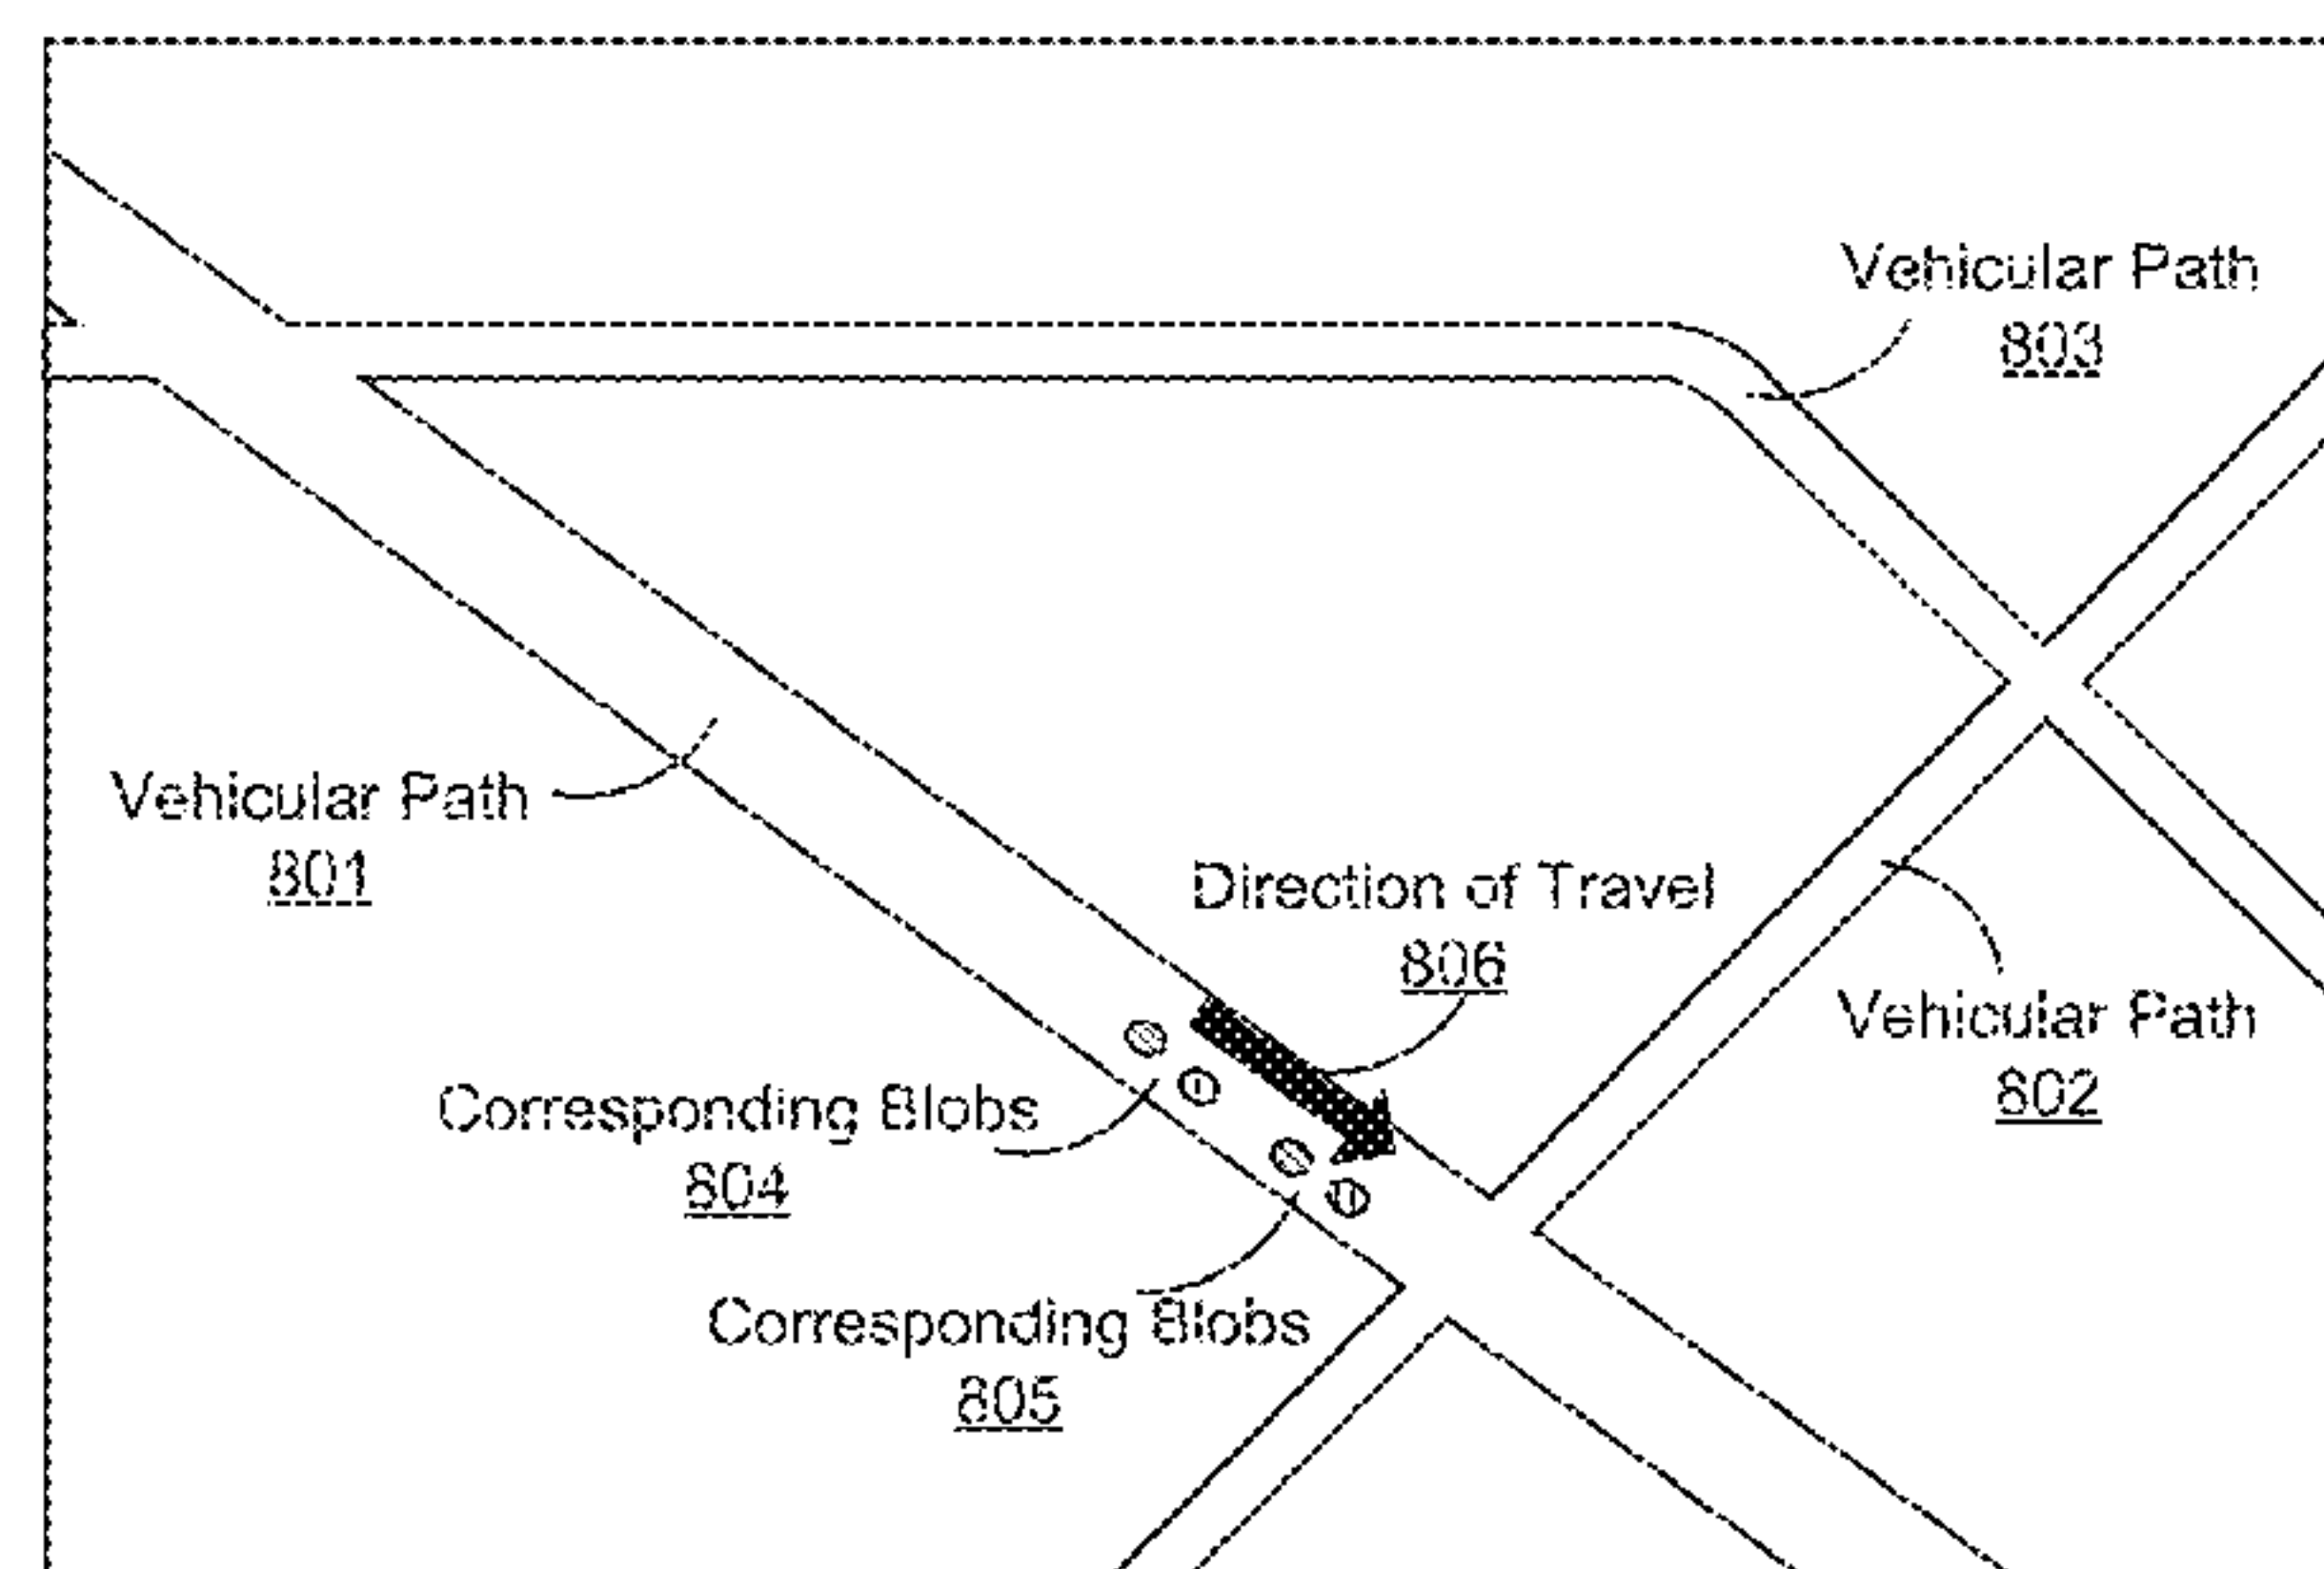 Vehicular Path
803
Vehicular Path
801
Direction of Travel
806
Vehicular Path
802
Corresponding Blobs
804
Corresponding Blobs
805